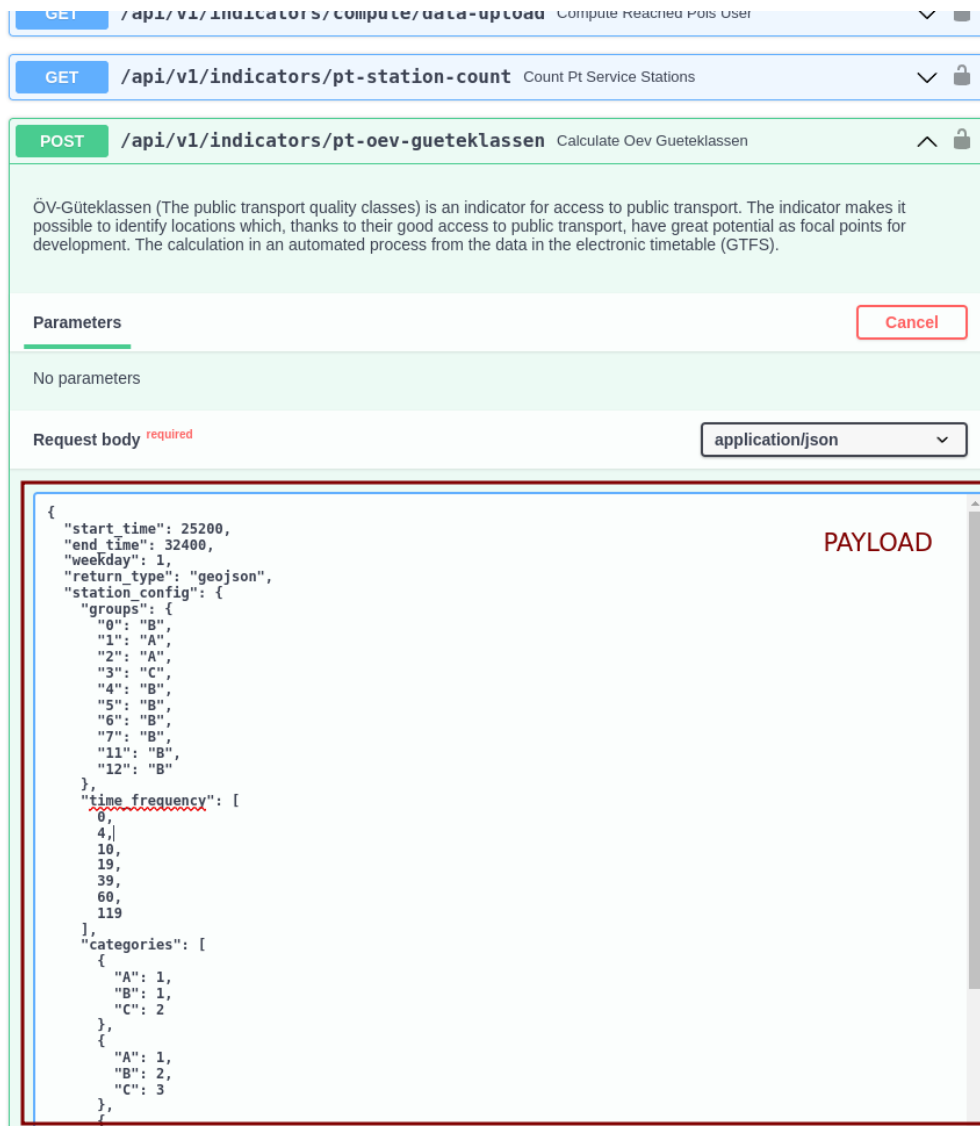 GET /api/v1/indicators/compute/data-upload Compute Reached Pois User
GET /api/v1/indicators/pt-station-count Count Pt Service Stations
POST /api/v1/indicators/pt-oev-gueteklassen Calculate Oev Gueteklassen
ÖV-Güteklassen (The public transport quality classes) is an indicator for access to public transport. The indicator makes it
possible to identify locations which, thanks to their good access to public transport, have great potential as focal points for
development. The calculation in an automated process from the data in the electronic timetable (GTFS).
Parameters
Cancel
No parameters
Request body required
application/json
PAYLOAD
{
"start_time": 25200,
"end_time": 32400,
"weekday": 1,
"return_type": "geojson",
"station_config": {
"groups": {
"0": "B",
"1": "A",
"2": "A",
"3": "C",
"4": "B",
"5": "B",
"6": "B",
"7": "B",
"11": "B",
"12": "B"
},
"time_frequency": [
0,
4,
10,
19,
39,
60,
119
],
"categories": [
{
"A": 1,
"B": 1,
"C": 2
},
{
"A": 1,
"B": 2,
"C": 3
},
{